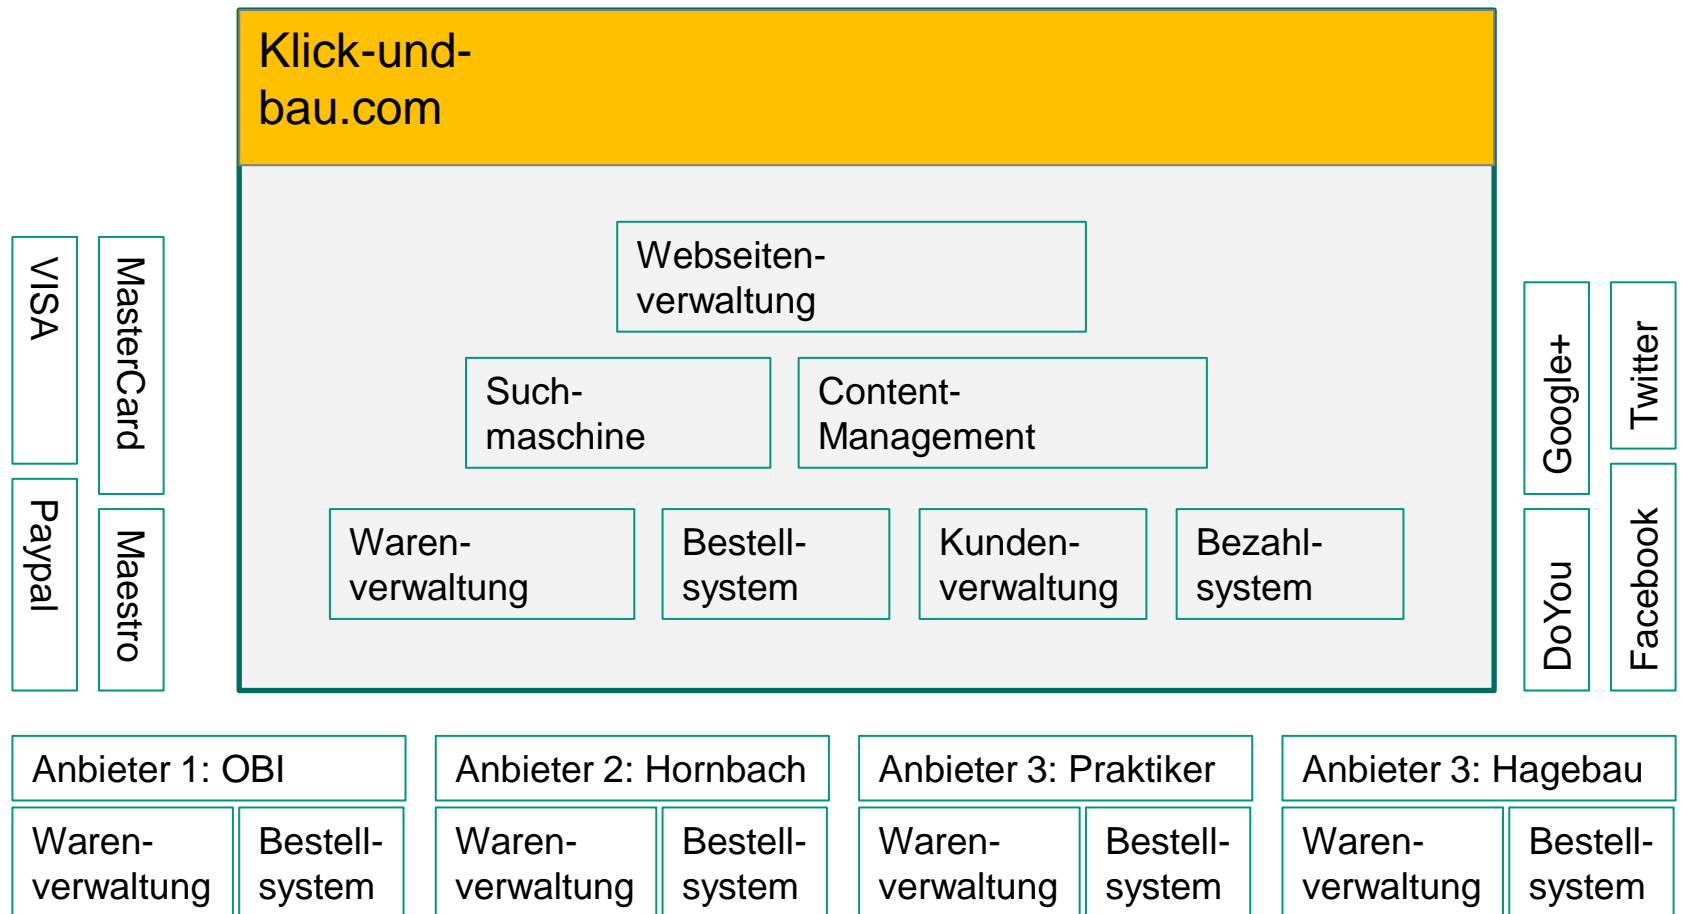 Klick-und-
bau.com
Webseiten-
verwaltung
Such-
maschine
Content-
Management
Waren-
verwaltung
Bestell-
system
Kunden-
verwaltung
Bezahl-
system
VISA
MasterCard
Paypal
Maestro
Google+
Twitter
DoYou
Facebook
Anbieter 1: OBI
Waren-
verwaltung
Bestell-
system
Anbieter 2: Hornbach
Waren-
verwaltung
Bestell-
system
Anbieter 3: Praktiker
Waren-
verwaltung
Bestell-
system
Anbieter 3: Hagebau
Waren-
verwaltung
Bestell-
system